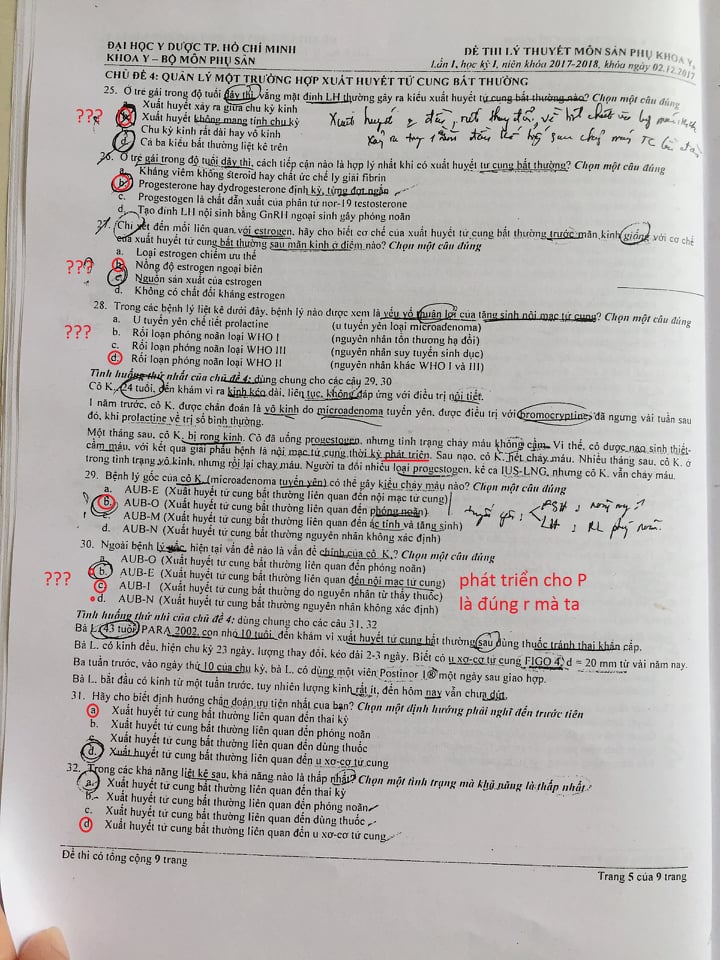 ĐẠI HỌC Y DƯỢC TP. HỒ CHÍ MINH
KHOA Y – BỘ MÔN PHỤ SẢN
ĐỀ THI LÝ THUYẾT MÔN SẢN PHỤ KHOA Y,
Lần I, học kỳ I, niên khóa 2017-2018, khóa ngày 02.12.2017
CHỦ ĐỀ 4: QUẢN LÝ MỘT TRƯỜNG HỢP XUẤT HUYẾT TỬ CUNG BẤT THƯỜNG
25. Ở trẻ gái trong độ tuổi dậy thì, vắng mặt đỉnh LH thường gây ra kiểu xuất huyết tử cung bất thường nào? Chọn một câu đúng
a. Xuất huyết xảy ra giữa chu kỳ kinh
??? b. Xuất huyết không mang tính chu kỳ
c. Chu kỳ kinh rất dài hay vô kinh
d. Cả ba kiểu bất thường liệt kê trên
26. Ở trẻ gái trong độ tuổi dậy thì, cách tiếp cận nào là hợp lý nhất khi có xuất huyết tử cung bất thường? Chọn một câu đúng
a. Kháng viêm không steroid hay chất ức chế ly giải fibrin
b. Progesterone hay dydrogesterone định kỳ, từng đợt ngắn
c. Progestogen là chất dẫn xuất của phân tử nor-19 testosterone
d. Tạo đỉnh LH nội sinh bằng GnRH ngoại sinh gây phóng noãn
27. Chỉ xét đến mối liên quan với estrogen, hãy cho biết cơ chế của xuất huyết tử cung bất thường trước mãn kinh giống với cơ chế
của xuất huyết tử cung bất thường sau mãn kinh ở điểm nào? Chọn một câu đúng
a. Loại estrogen chiếm ưu thế
??? b. Nồng độ estrogen ngoại biên
c. Nguồn sản xuất của estrogen
d. Không có chất đối kháng estrogen
28. Trong các bệnh lý liệt kê dưới đây, bệnh lý nào được xem là yếu tố thuận lợi của tăng sinh nội mạc tử cung? Chọn một câu đúng
a. U tuyến yên chế tiết prolactine (u tuyến yên loại microadenoma)
??? b. Rối loạn phóng noãn loại WHO I (nguyên nhân tổn thương hạ đồi)
c. Rối loạn phóng noãn loại WHO III (nguyên nhân suy tuyến sinh dục)
d. Rối loạn phóng noãn loại WHO II (nguyên nhân khác WHO I và III)
Tình huống thứ nhất của chủ đề 4: dùng chung cho các câu 29, 30
Cô K. 24 tuổi, đến khám vì ra kinh kéo dài, liên tục, không đáp ứng với điều trị nội tiết.
1 năm trước, cô K. được chẩn đoán là vô kinh do microadenoma tuyến yên, được điều trị với bromocryptine, đã ngưng vài tuần sau
đó, khi prolactine về trị số bình thường.
Một tháng sau, cô K. bị rong kinh. Cô đã uống progestogen, nhưng tình trạng chảy máu không cầm. Vì thế, cô được nạo sinh thiết-
cầm máu, với kết quả giải phẫu bệnh là nội mạc tử cung thời kỳ phát triển. Sau nạo, cô K. hết chảy máu. Nhiều tháng sau, cô K. ở
trong tình trạng vô kinh, nhưng rồi lại chảy máu. Người ta đổi nhiều loại progestogen, kể cả IUS-LNG, nhưng cô K. vẫn chảy máu.
29. Bệnh lý gốc của cô K. (microadenoma tuyến yên) có thể gây kiểu chảy máu nào? Chọn một câu đúng
a. AUB-E (Xuất huyết tử cung bất thường liên quan đến nội mạc tử cung)
b. AUB-O (Xuất huyết tử cung bất thường liên quan đến phóng noãn)
c. AUB-M (Xuất huyết tử cung bất thường liên quan đến ác tính và tăng sinh)
d. AUB-N (Xuất huyết tử cung bất thường nguyên nhân không xác định)
30. Ngoài bệnh lý gốc, hiện tại vấn đề nào là vấn đề chính của cô K.? Chọn một câu đúng
a. AUB-O (Xuất huyết tử cung bất thường liên quan đến phóng noãn)
b. AUB-E (Xuất huyết tử cung bất thường liên quan đến nội mạc tử cung)
??? c. AUB-I (Xuất huyết tử cung bất thường do nguyên nhân từ thầy thuốc)
d. AUB-N (Xuất huyết tử cung bất thường nguyên nhân không xác định)
phát triển cho P
là đúng r mà ta
Tình huống thứ nhì của chủ đề 4: dùng chung cho các câu 31, 32
Bà L. 43 tuổi, PARA 2002, con nhỏ 10 tuổi, đến khám vì xuất huyết tử cung bất thường sau dùng thuốc tránh thai khẩn cấp.
Bà L. có kinh đều, hiện chu kỳ 23 ngày, lượng thay đổi, kéo dài 2-3 ngày. Biết có u xơ-cơ tử cung FIGO 4, d = 20 mm từ vài năm nay.
Ba tuần trước, vào ngày thứ 10 của chu kỳ, bà L. có dùng một viên Postinor 1® một ngày sau giao hợp.
Bà L. bắt đầu có kinh từ một tuần trước, tuy nhiên lượng kinh rất ít, đến hôm nay vẫn chưa dứt.
31. Hãy cho biết định hướng chẩn đoán ưu tiên nhất của bạn? Chọn một định hướng phải nghĩ đến trước tiên
a. Xuất huyết tử cung bất thường liên quan đến thai kỳ
b. Xuất huyết tử cung bất thường liên quan đến phóng noãn
c. Xuất huyết tử cung bất thường liên quan đến dùng thuốc
d. Xuất huyết tử cung bất thường liên quan đến u xơ-cơ tử cung
32. Trong các khả năng liệt kê sau, khả năng nào là thấp nhất? Chọn một tình trạng mà khả năng là thấp nhất
a. Xuất huyết tử cung bất thường liên quan đến thai kỳ
b. Xuất huyết tử cung bất thường liên quan đến phóng noãn
c. Xuất huyết tử cung bất thường liên quan đến dùng thuốc
d. Xuất huyết tử cung bất thường liên quan đến u xơ-cơ tử cung
Đề thi có tổng cộng 9 trang
Trang 5 của 9 trang